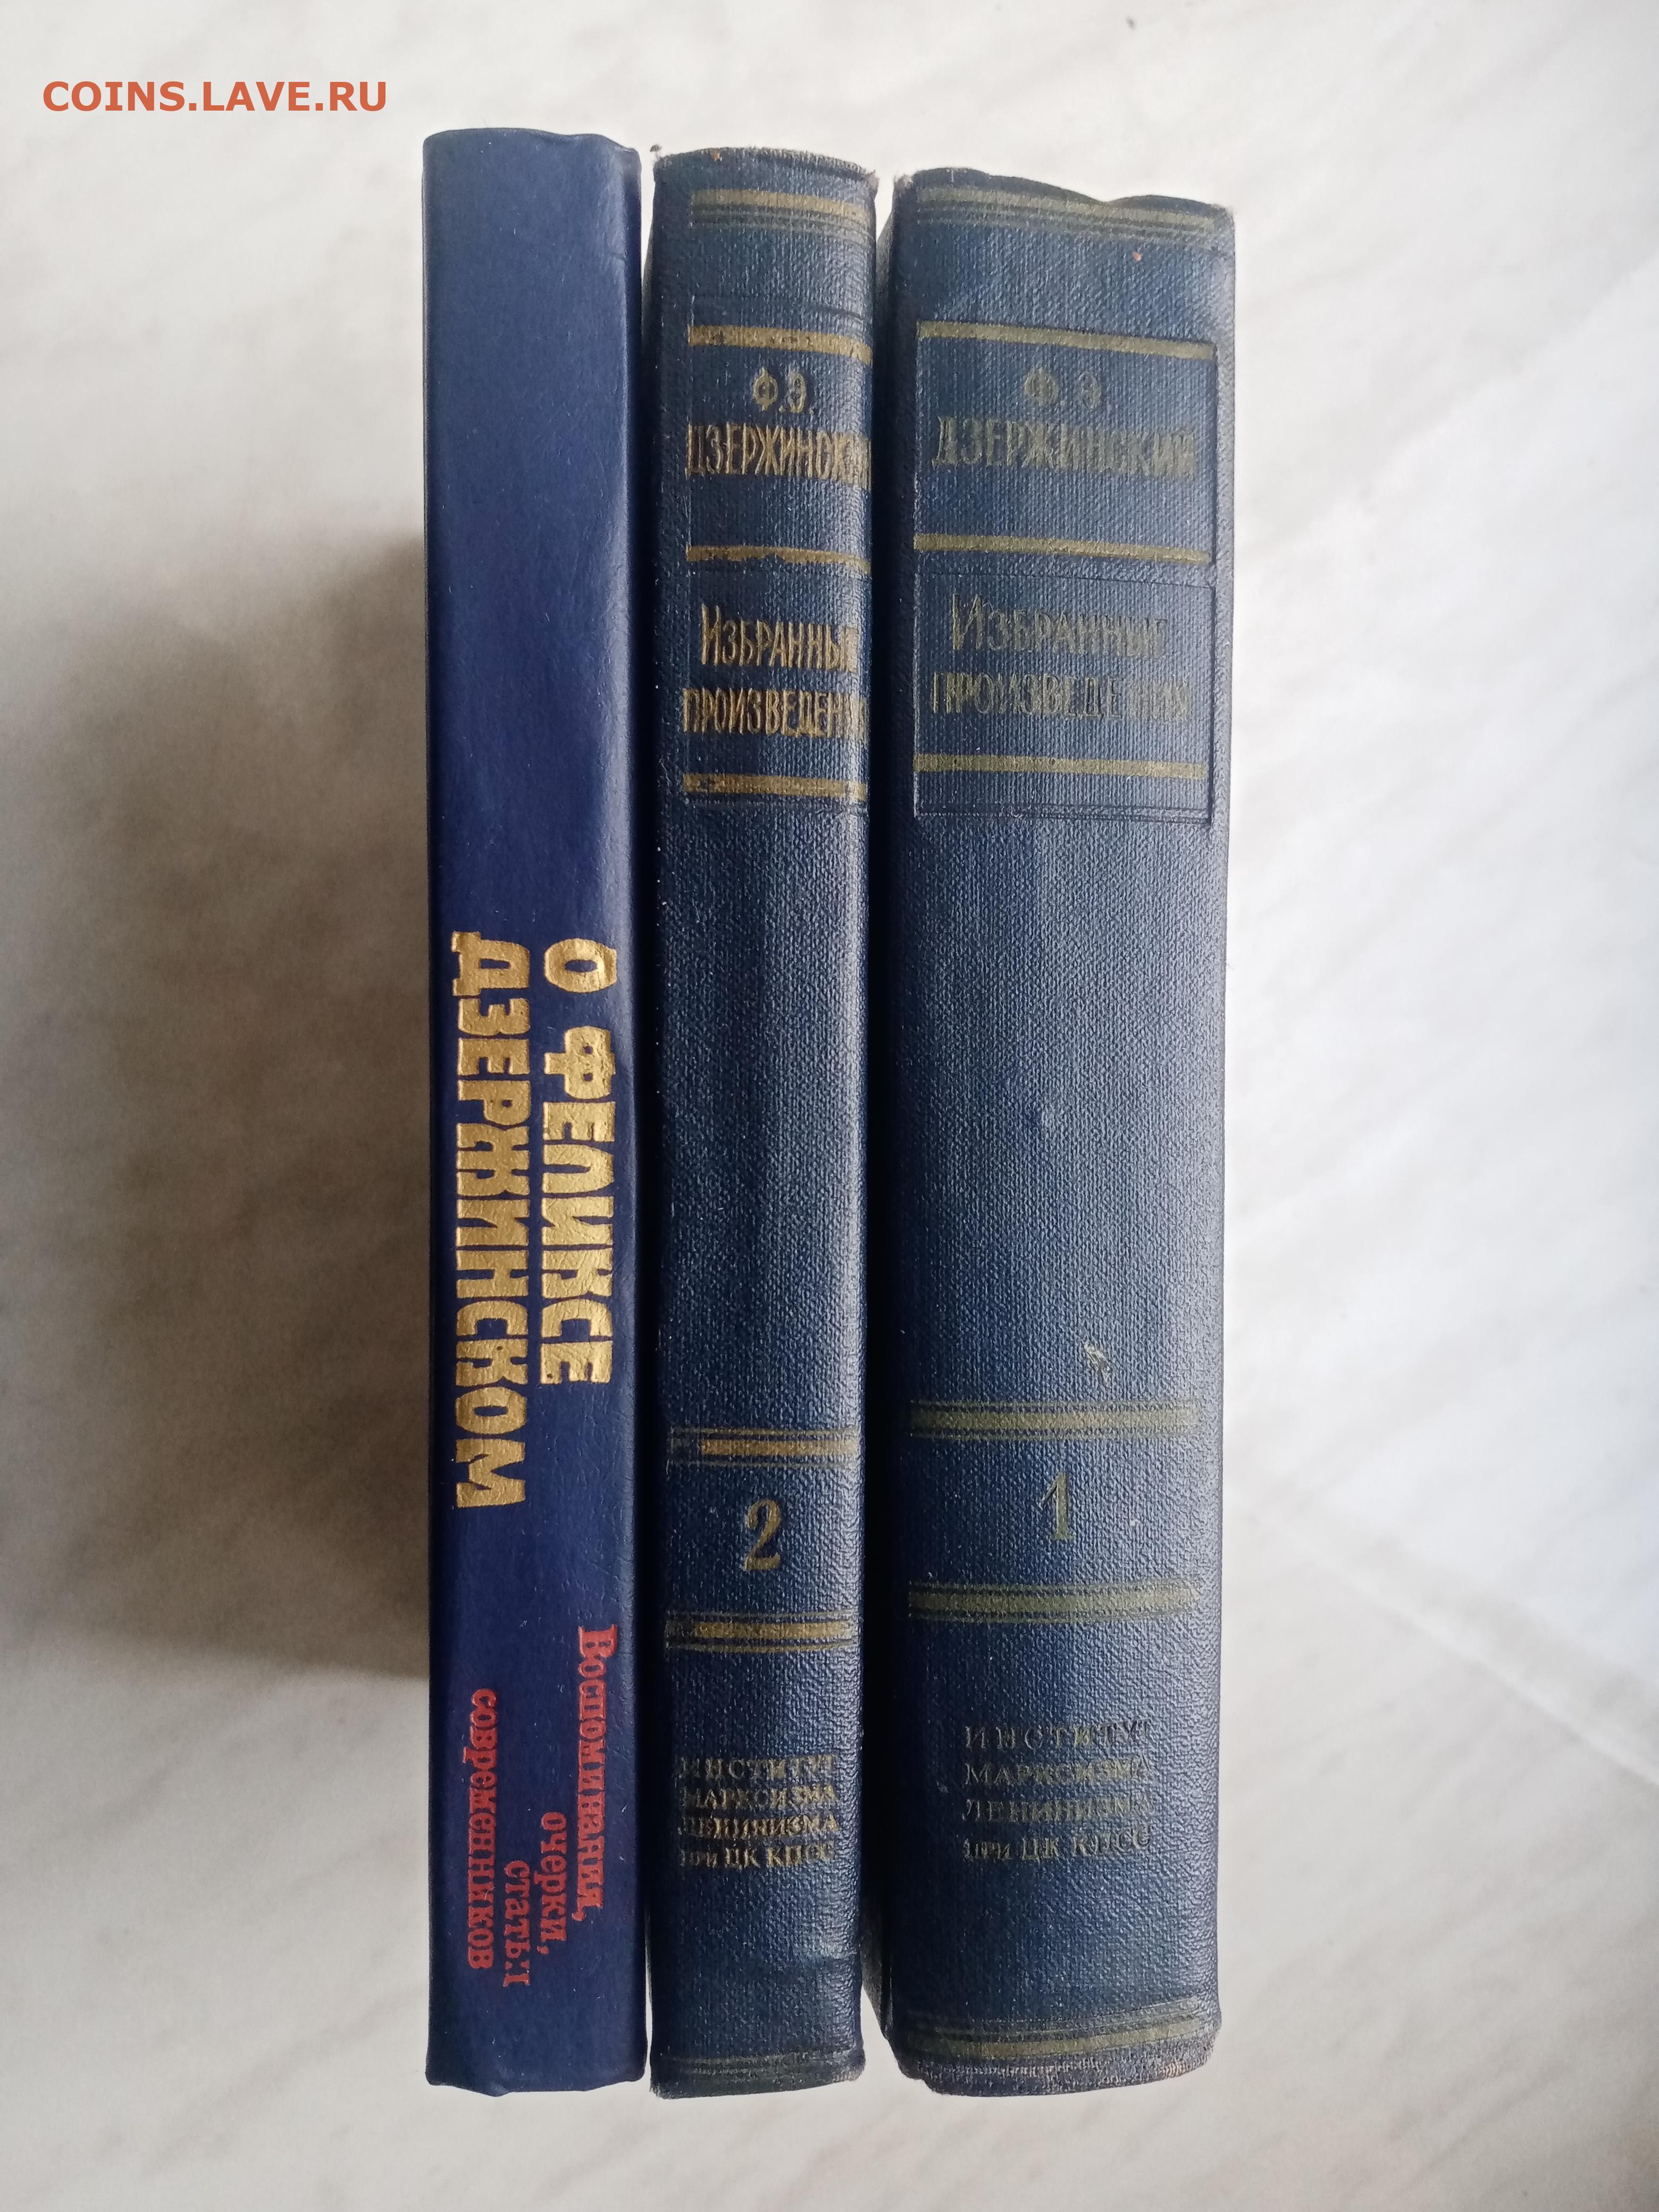 COINS.LAVE.RU
О ФЕЛИКСЕ
ДЗЕРЖИНСКОМ
Воспоминания,
очерки,
статьи
современников
Ф.Э.
ДЗЕРЖИНСКИЙ
ИЗБРАННЫЕ
ПРОИЗВЕДЕНИЯ
2
ИНСТИТУТ
МАРКСИЗМА
ЛЕНИНИЗМА
ПРИ ЦК КПСС
Ф. Э.
ДЗЕРЖИНСКИЙ
ИЗБРАННЫЕ
ПРОИЗВЕДЕНИЯ
1
ИНСТИТУТ
МАРКСИЗМА
ЛЕНИНИЗМА
ПРИ ЦК КПСС